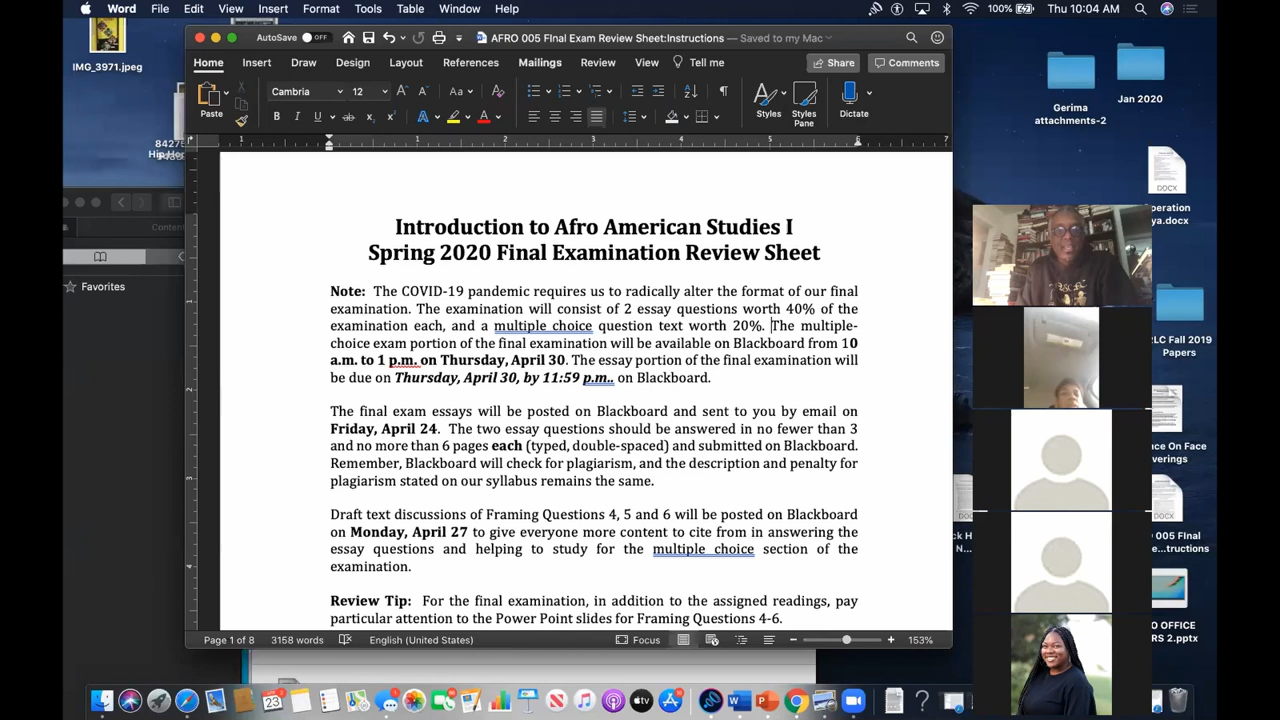 Word File Edit View Insert Format Tools Table Window Help 100% Thu 10:04 AM
AutoSave OFF AFRO 005 FInal Exam Review Sheet:Instructions — Saved to my Mac
Home Insert Draw Design Layout References Mailings Review View Tell me Share Comments
Paste Cambria 12 Styles Styles Pane Dictate
IMG_3971.jpeg
Favorites
Introduction to Afro American Studies I
Spring 2020 Final Examination Review Sheet
Note: The COVID-19 pandemic requires us to radically alter the format of our final
examination. The examination will consist of 2 essay questions worth 40% of the
examination each, and a multiple choice question text worth 20%. The multiple-
choice exam portion of the final examination will be available on Blackboard from 10
a.m. to 1 p.m. on Thursday, April 30. The essay portion of the final examination will
be due on Thursday, April 30, by 11:59 p.m.. on Blackboard.
The final exam essays will be posted on Blackboard and sent to you by email on
Friday, April 24. The two essay questions should be answered in no fewer than 3
and no more than 6 pages each (typed, double-spaced) and submitted on Blackboard.
Remember, Blackboard will check for plagiarism, and the description and penalty for
plagiarism stated on our syllabus remains the same.
Draft text discussion of Framing Questions 4, 5 and 6 will be posted on Blackboard
on Monday, April 27 to give everyone more content to cite from in answering the
essay questions and helping to study for the multiple choice section of the
examination.
Review Tip: For the final examination, in addition to the assigned readings, pay
particular attention to the Power Point slides for Framing Questions 4-6.
Page 1 of 8 3158 words English (United States) Focus 153%
Gerima
attachments-2
Jan 2020
DOCX
peration
ya.docx
RLC Fall 2019
Papers
nce On Face
verings
DOCX
O 005 FInal
e...tructions
O OFFICE
RS 2.pptx